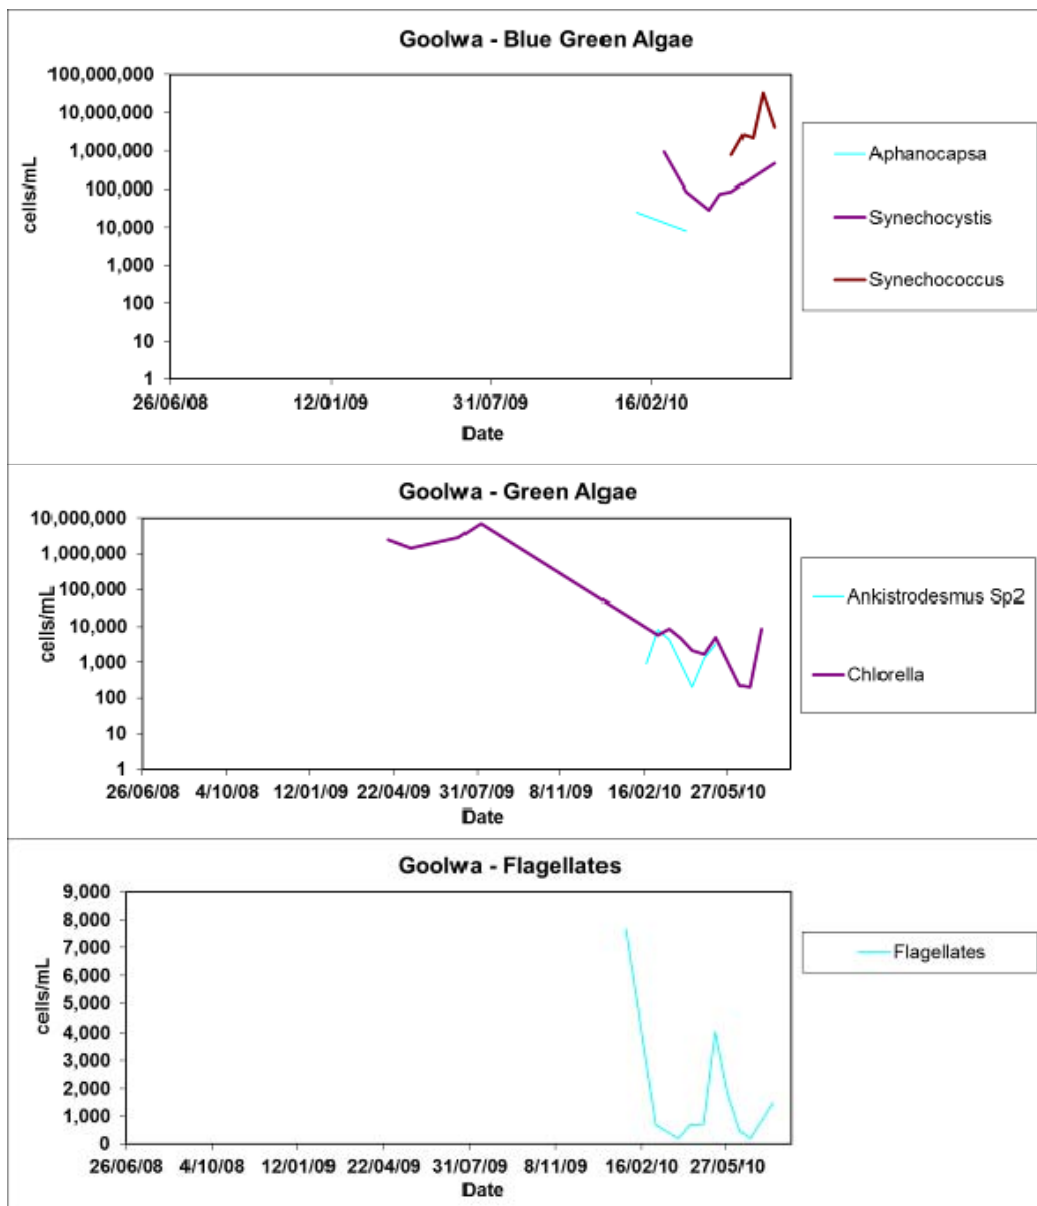 Goolwa - Blue Green Algae
100,000,000
10,000,000
1,000,000
100,000
10,000
1,000
100
10
1
cells/mL
26/06/08 12/01/09 31/07/09 16/02/10
Date
Aphanocapsa
Synechocystis
Synechococcus
Goolwa - Green Algae
10,000,000
1,000,000
100,000
10,000
1,000
100
10
1
cells/mL
26/06/08 4/10/08 12/01/09 22/04/09 31/07/09 8/11/09 16/02/10 27/05/10
Date
Ankistrodesmus Sp2
Chlorella
Goolwa - Flagellates
9,000
8,000
7,000
6,000
5,000
4,000
3,000
2,000
1,000
0
cells/mL
26/06/08 4/10/08 12/01/09 22/04/09 31/07/09 8/11/09 16/02/10 27/05/10
Date
Flagellates